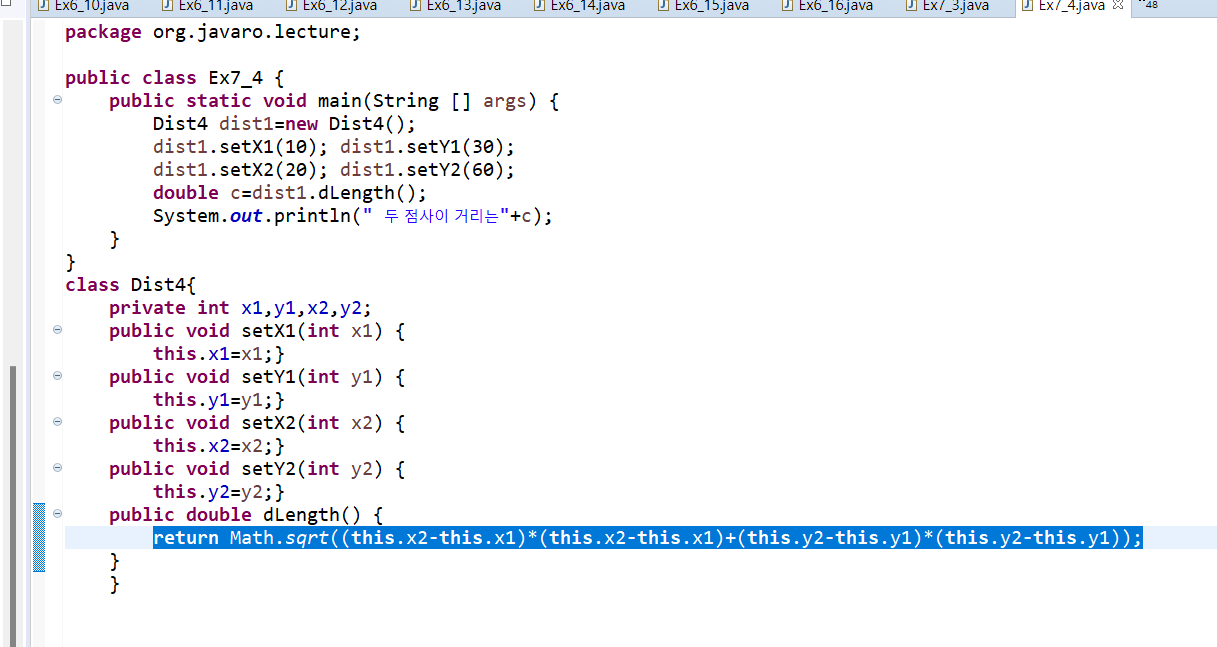 Ex6_10.java Ex6_11.java Ex6_12.java Ex6_13.java Ex6_14.java Ex6_15.java Ex6_16.java Ex7_3.java Ex7_4.java "48
package org.javaro.lecture;
public class Ex7_4 {
public static void main(String [] args) {
Dist4 dist1=new Dist4();
dist1.setX1(10); dist1.setY1(30);
dist1.setX2(20); dist1.setY2(60);
double c=dist1.dLength();
System.out.println(" 두 점사이 거리는"+c);
}
}
class Dist4{
private int x1,y1,x2,y2;
public void setX1(int x1) {
this.x1=x1;}
public void setY1(int y1) {
this.y1=y1;}
public void setX2(int x2) {
this.x2=x2;}
public void setY2(int y2) {
this.y2=y2;}
public double dLength() {
return Math.sqrt((this.x2-this.x1)*(this.x2-this.x1)+(this.y2-this.y1)*(this.y2-this.y1));
}
}